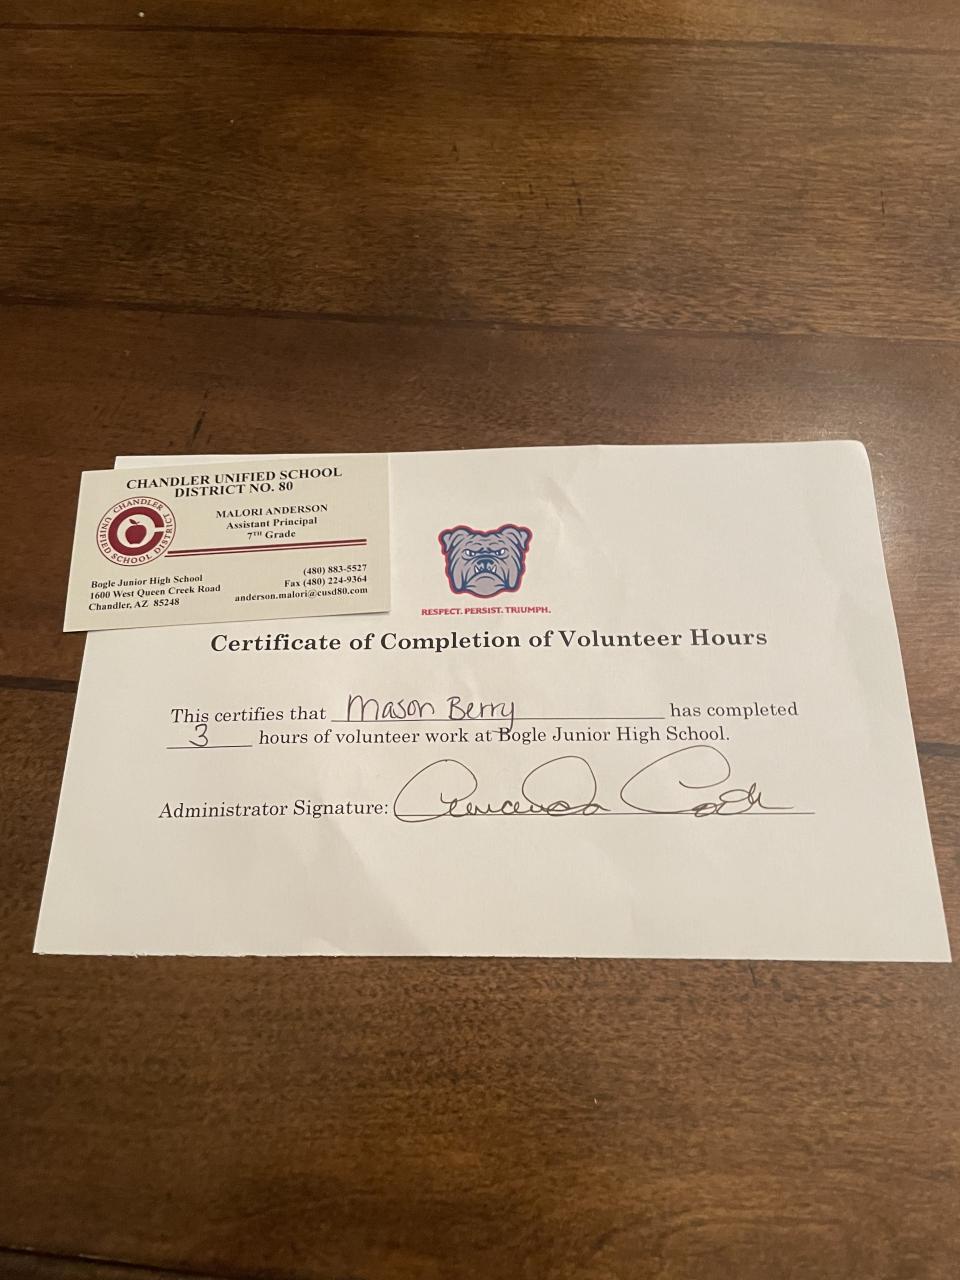 CHANDLER UNIFIED SCHOOL
DISTRICT NO. 80
MALORI ANDERSON
Assistant Principal
7TH Grade
CHANDLER UNIFIED SCHOOL DISTRICT
Bogle Junior High School
1600 West Queen Creek Road
Chandler, AZ 85248
(480) 883-5527
Fax (480) 224-9364
anderson.malori@cusd80.com
RESPECT. PERSIST. TRIUMPH.
Certificate of Completion of Volunteer Hours
This certifies that Mason Berry has completed
3 hours of volunteer work at Bogle Junior High School.
Administrator Signature: